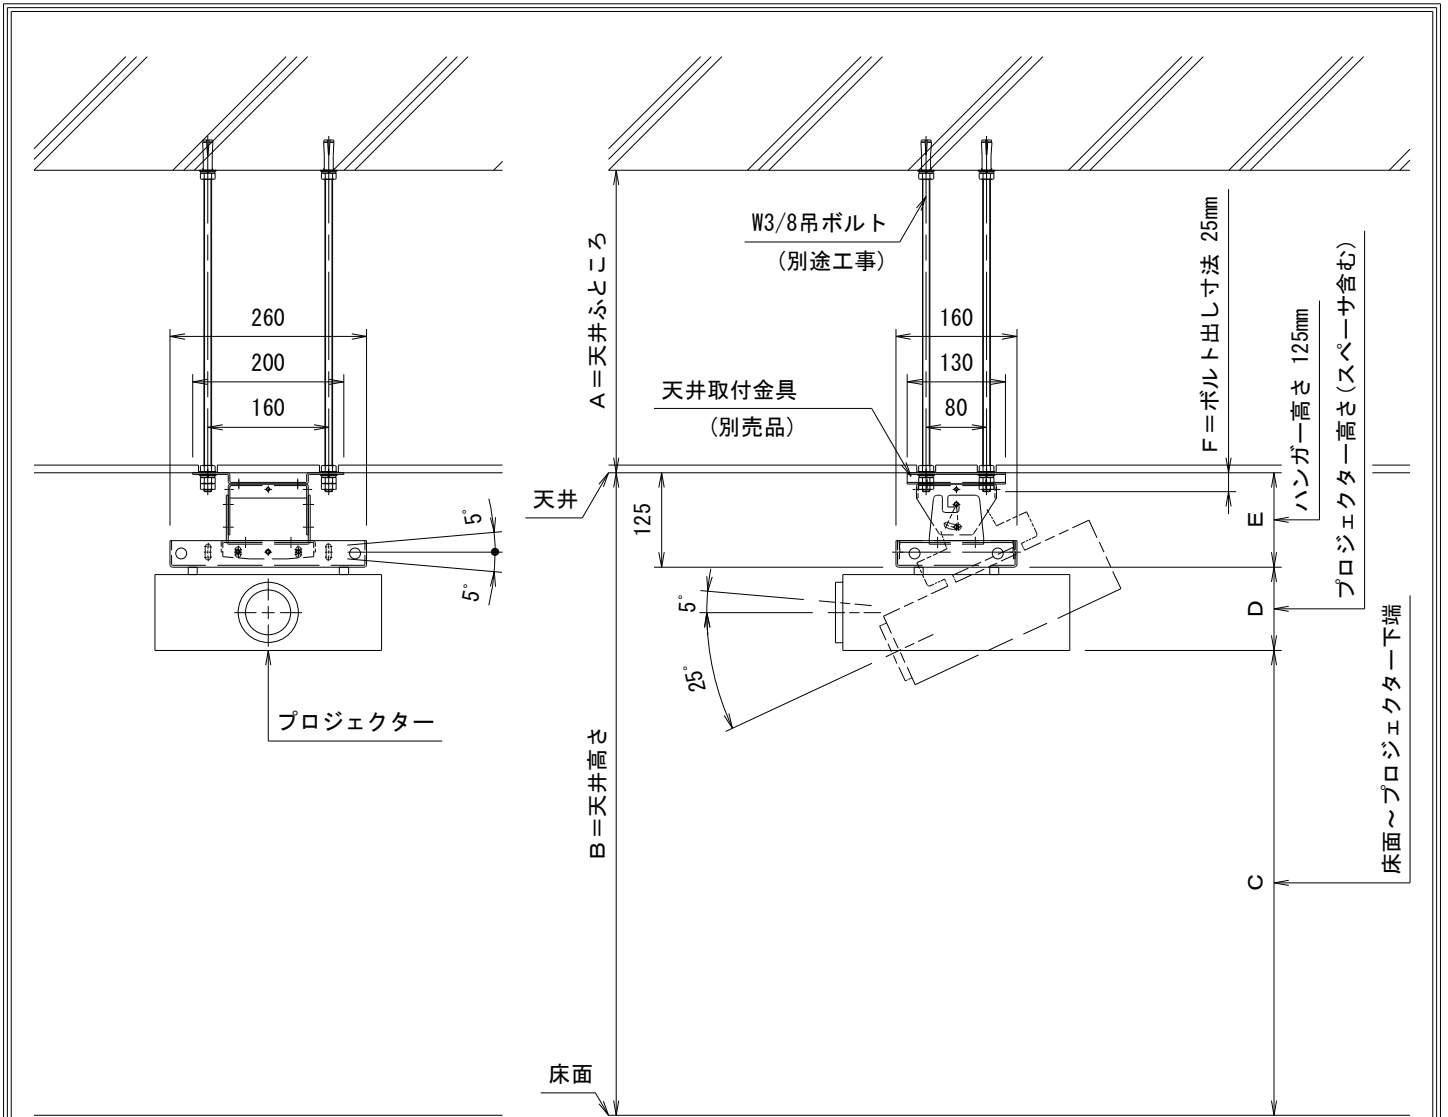 260
200
160
5°
5°
プロジェクター
W3/8吊ボルト
(別途工事)
160
130
80
天井取付金具
(別売品)
天井
125
5°
25°
A=天井ふところ
B=天井高さ
床面
F=ボルト出し寸法 25mm
ハンガー高さ 125mm
プロジェクター高さ(スペーサ含む)
床面~プロジェクター下端
E
D
C